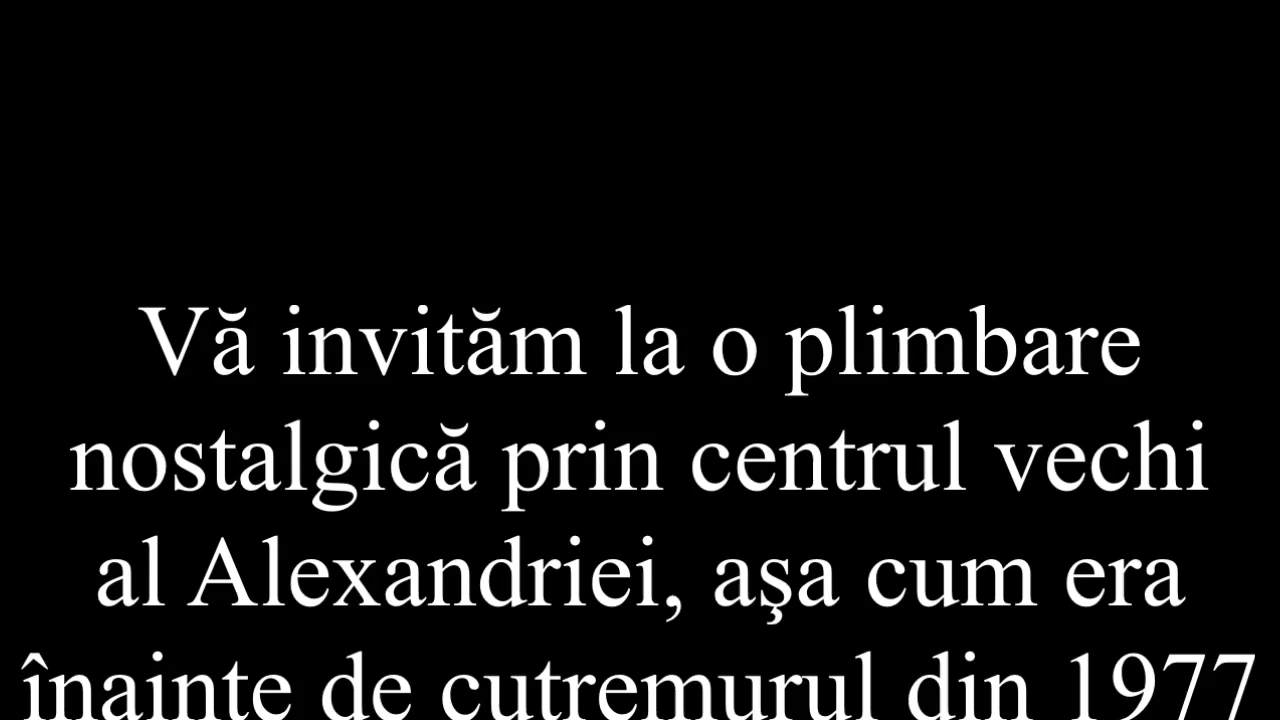 Vă invităm la o plimbare
nostalgică prin centrul vechi
al Alexandriei, aşa cum era
înainte de cutremurul din 1977